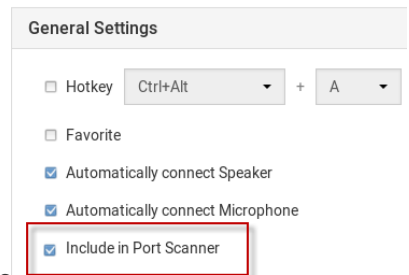 General Settings
Hotkey Ctrl+Alt + A
Favorite
Automatically connect Speaker
Automatically connect Microphone
Include in Port Scanner